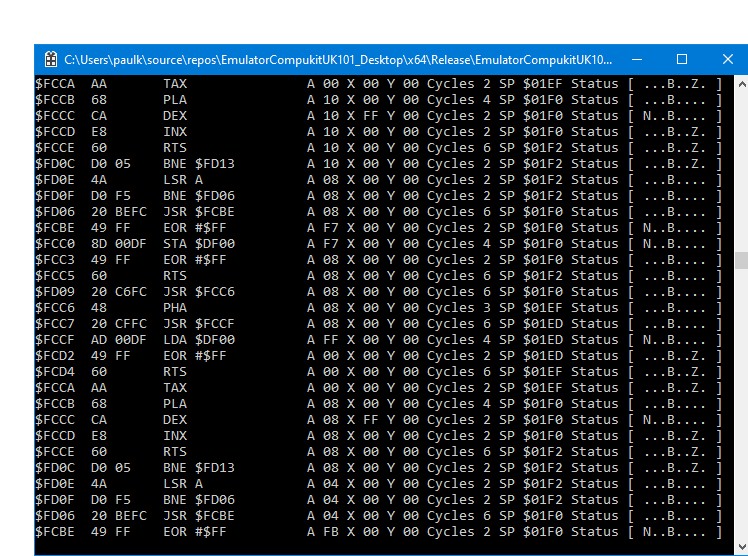 C:\Users\paulk\source\repos\EmulatorCompukitUK101_Desktop\x64\Release\EmulatorCompukitUK10...
$FCCA AA TAX A 00 X 00 Y 00 Cycles 2 SP $01EF Status [ ...B..Z. ]
$FCCB 68 PLA A 10 X 00 Y 00 Cycles 4 SP $01F0 Status [ ...B.... ]
$FCCC CA DEX A 10 X FF Y 00 Cycles 2 SP $01F0 Status [ N..B.... ]
$FCCD E8 INX A 10 X 00 Y 00 Cycles 2 SP $01F0 Status [ ...B..Z. ]
$FCCE 60 RTS A 10 X 00 Y 00 Cycles 6 SP $01F2 Status [ ...B..Z. ]
$FD0C D0 05 BNE $FD13 A 10 X 00 Y 00 Cycles 2 SP $01F2 Status [ ...B..Z. ]
$FD0E 4A LSR A A 08 X 00 Y 00 Cycles 2 SP $01F2 Status [ ...B.... ]
$FD0F D0 F5 BNE $FD06 A 08 X 00 Y 00 Cycles 2 SP $01F2 Status [ ...B.... ]
$FD06 20 BEFC JSR $FCBE A 08 X 00 Y 00 Cycles 6 SP $01F0 Status [ ...B.... ]
$FCBE 49 FF EOR #$FF A F7 X 00 Y 00 Cycles 2 SP $01F0 Status [ N..B.... ]
$FCC0 8D 00DF STA $DF00 A F7 X 00 Y 00 Cycles 4 SP $01F0 Status [ N..B.... ]
$FCC3 49 FF EOR #$FF A 08 X 00 Y 00 Cycles 2 SP $01F0 Status [ ...B.... ]
$FCC5 60 RTS A 08 X 00 Y 00 Cycles 6 SP $01F2 Status [ ...B.... ]
$FD09 20 C6FC JSR $FCC6 A 08 X 00 Y 00 Cycles 6 SP $01F0 Status [ ...B.... ]
$FCC6 48 PHA A 08 X 00 Y 00 Cycles 3 SP $01EF Status [ ...B.... ]
$FCC7 20 CFFC JSR $FCCF A 08 X 00 Y 00 Cycles 6 SP $01ED Status [ ...B.... ]
$FCCF AD 00DF LDA $DF00 A FF X 00 Y 00 Cycles 4 SP $01ED Status [ N..B.... ]
$FCD2 49 FF EOR #$FF A 00 X 00 Y 00 Cycles 2 SP $01ED Status [ ...B..Z. ]
$FCD4 60 RTS A 00 X 00 Y 00 Cycles 6 SP $01EF Status [ ...B..Z. ]
$FCCA AA TAX A 00 X 00 Y 00 Cycles 2 SP $01EF Status [ ...B..Z. ]
$FCCB 68 PLA A 08 X 00 Y 00 Cycles 4 SP $01F0 Status [ ...B.... ]
$FCCC CA DEX A 08 X FF Y 00 Cycles 2 SP $01F0 Status [ N..B.... ]
$FCCD E8 INX A 08 X 00 Y 00 Cycles 2 SP $01F0 Status [ ...B..Z. ]
$FCCE 60 RTS A 08 X 00 Y 00 Cycles 6 SP $01F2 Status [ ...B..Z. ]
$FD0C D0 05 BNE $FD13 A 08 X 00 Y 00 Cycles 2 SP $01F2 Status [ ...B..Z. ]
$FD0E 4A LSR A A 04 X 00 Y 00 Cycles 2 SP $01F2 Status [ ...B.... ]
$FD0F D0 F5 BNE $FD06 A 04 X 00 Y 00 Cycles 2 SP $01F2 Status [ ...B.... ]
$FD06 20 BEFC JSR $FCBE A 04 X 00 Y 00 Cycles 6 SP $01F0 Status [ ...B.... ]
$FCBE 49 FF EOR #$FF A FB X 00 Y 00 Cycles 2 SP $01F0 Status [ N..B.... ]